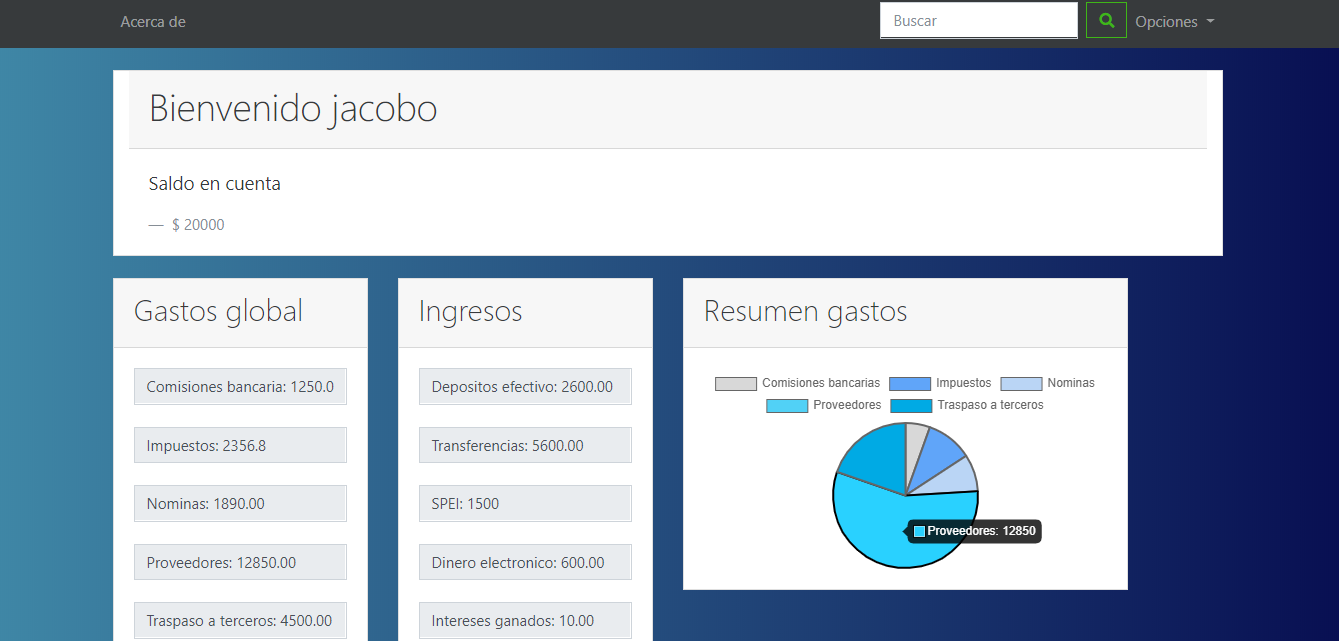 Acerca de
Buscar
Opciones
Bienvenido jacobo
Saldo en cuenta
— $ 20000
Gastos global
Comisiones bancaria: 1250.0
Impuestos: 2356.8
Nominas: 1890.00
Proveedores: 12850.00
Traspaso a terceros: 4500.00
Ingresos
Depositos efectivo: 2600.00
Transferencias: 5600.00
SPEI: 1500
Dinero electronico: 600.00
Intereses ganados: 10.00
Resumen gastos
Comisiones bancarias Impuestos Nominas
Proveedores Traspaso a terceros
Proveedores: 12850